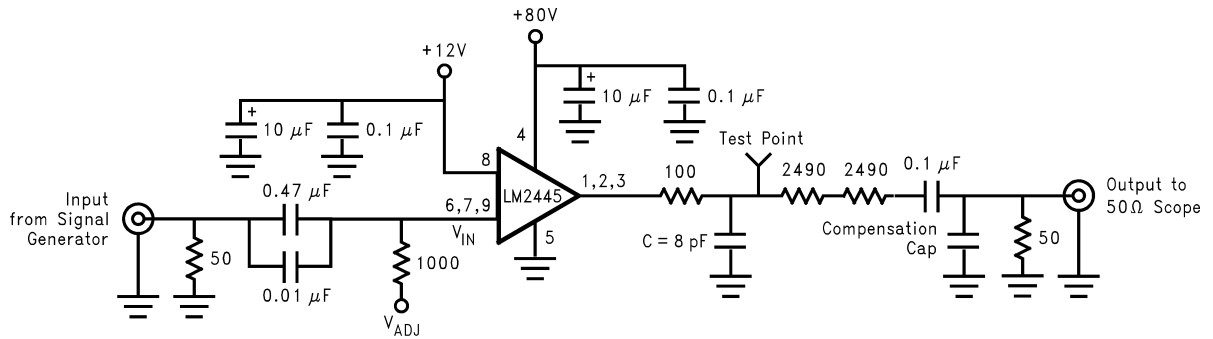 +80V
+12V
+
10 μF
0.1 μF
+
10 μF
0.1 μF
4
Test Point
8
LM2445
1,2,3
100
2490
2490
0.1 μF
Input
from Signal
Generator
0.47 μF
6,7,9
V_IN
5
50
0.01 μF
1000
V_ADJ
C = 8 pF
Compensation
Cap
50
Output to
50Ω Scope